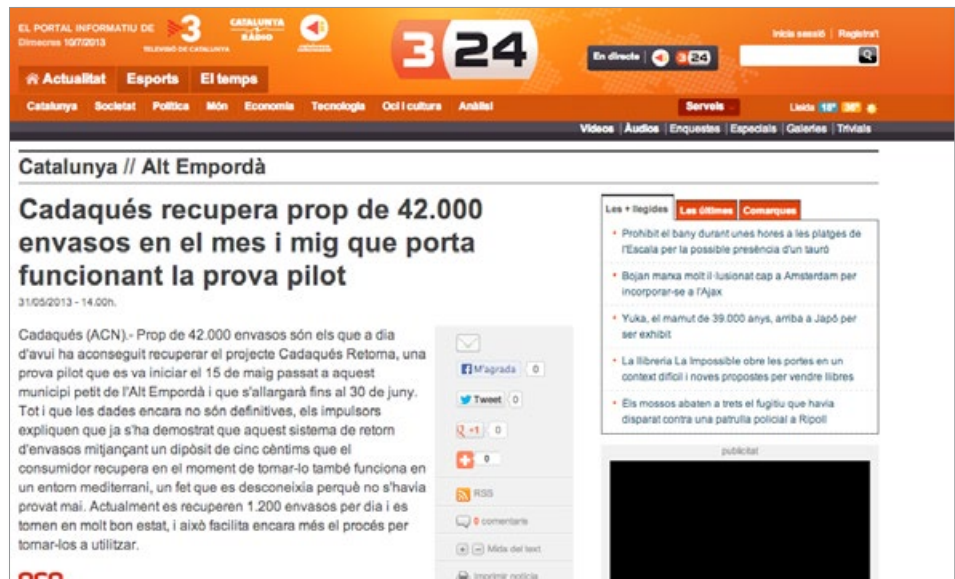 EL PORTAL INFORMATIU DE
Dimecres 10/7/2013
3
TELEVISIÓ DE CATALUNYA
CATALUNYA
RÀDIO
3 24
En directe
3 24
Inicia sessió | Registra't
Actualitat Esports El temps
Catalunya Societat Política Món Economia Tecnologia Oci i cultura Anàlisi
Serveis
Lleida 18° 36°
Vídeos | Àudios | Enquestes | Especials | Galeries | Trivials
Catalunya // Alt Empordà
Cadaqués recupera prop de 42.000
envasos en el mes i mig que porta
funcionant la prova pilot
31/05/2013 - 14.00h.
Cadaqués (ACN).- Prop de 42.000 envasos són els que a dia
d'avui ha aconseguit recuperar el projecte Cadaqués Retorna, una
prova pilot que es va iniciar el 15 de maig passat a aquest
municipi petit de l'Alt Empordà i que s'allargarà fins al 30 de juny.
Tot i que les dades encara no són definitives, els impulsors
expliquen que ja s'ha demostrat que aquest sistema de retorn
d'envasos mitjançant un dipòsit de cinc cèntims que el
consumidor recupera en el moment de tornar-lo també funciona en
un entorn mediterrani, un fet que es desconeixia perquè no s'havia
provat mai. Actualment es recuperen 1.200 envasos per dia i es
tornen en molt bon estat, i això facilita encara més el procés per
tornar-los a utilitzar.
M'agrada 0
Tweet 0
+1 0
0
RSS
0 comentaris
Mida del text
Imprimir notícia
Les + llegides Les últimes Comarques
Prohibit el bany durant unes hores a les platges de
l'Escala per la possible presència d'un tauró
Bojan marxa molt il·lusionat cap a Amsterdam per
incorporar-se a l'Ajax
Yuka, el mamut de 39.000 anys, arriba a Japó per
ser exhibit
La llibreria La Impossible obre les portes en un
context difícil i noves propostes per vendre llibres
Els mossos abaten a trets el fugitiu que havia
disparat contra una patrulla policial a Ripoll
publicitat